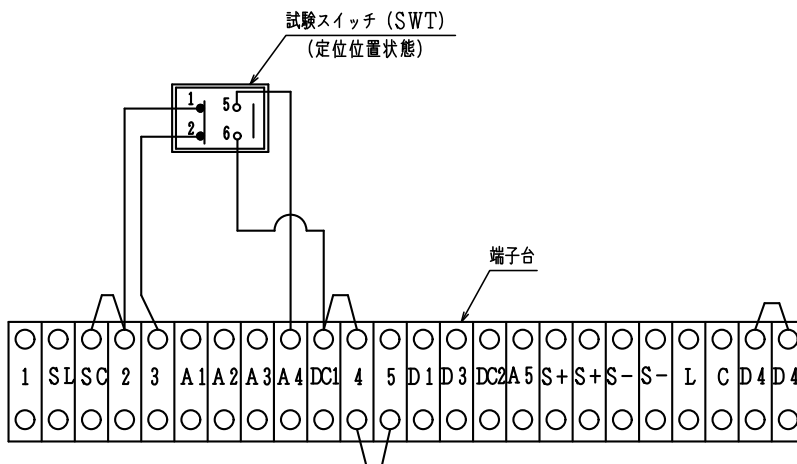 試験スイッチ(SWT)
(定位位置状態)
1 5
2 6
端子台
1 SL SC 2 3 A1 A2 A3 A4 DC1 4 5 D1 D3 DC2 A5 S+ S+ S- S- L C D4 D4